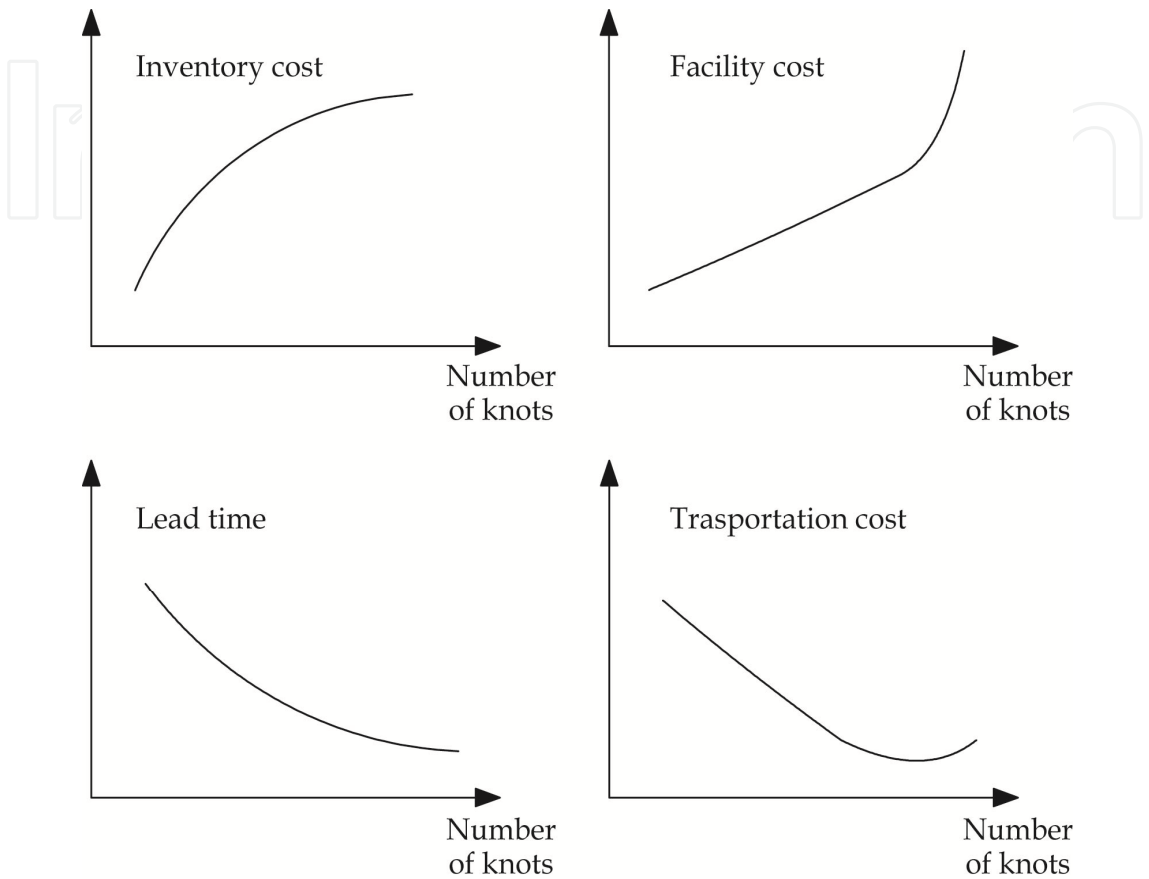 Inventory cost
Facility cost
Number
of knots
Number
of knots
Lead time
Trasportation cost
Number
of knots
Number
of knots